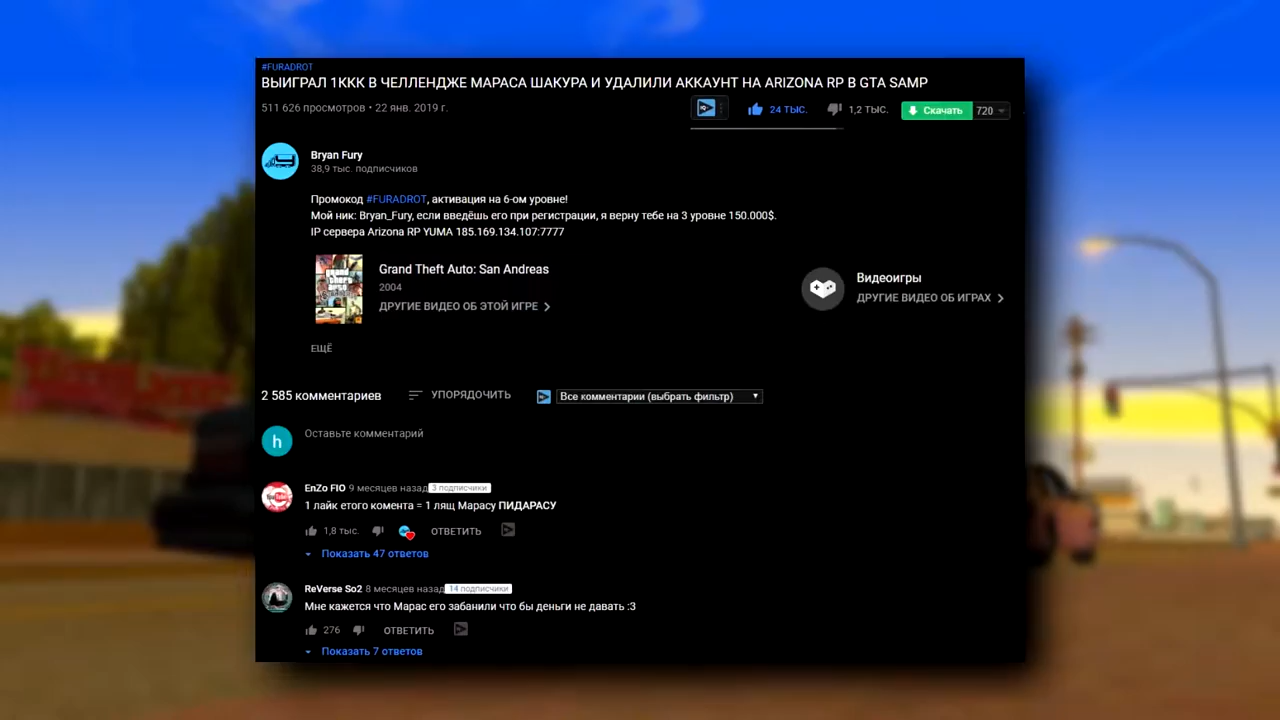 #FURADROT
ВЫИГРАЛ 1ККК В ЧЕЛЛЕНДЖЕ МАРАСА ШАКУРА И УДАЛИЛИ АККАУНТ НА ARIZONA RP В GTA SAMP
511 626 просмотров • 22 янв. 2019 г.
24 ТЫС.
1,2 ТЫС.
Скачать
720
Bryan Fury
38,9 тыс. подписчиков
Промокод #FURADROT, активация на 6-ом уровне!
Мой ник: Bryan_Fury, если введёшь его при регистрации, я верну тебе на 3 уровне 150.000$.
IP сервера Arizona RP YUMA 185.169.134.107:7777
Grand Theft Auto: San Andreas
2004
ДРУГИЕ ВИДЕО ОБ ЭТОЙ ИГРЕ
Видеоигры
ДРУГИЕ ВИДЕО ОБ ИГРАХ
ЕЩЁ
2 585 комментариев
УПОРЯДОЧИТЬ
Все комментарии (выбрать фильтр)
h
Оставьте комментарий
EnZo FIO 9 месяцев назад 3 подписчики
1 лайк етого комента = 1 лящ Марасу ПИДАРАСУ
1,8 тыс.
ОТВЕТИТЬ
Показать 47 ответов
ReVerse So2 8 месяцев назад 14 подписчики
Мне кажется что Марас его забанили что бы деньги не давать :3
276
ОТВЕТИТЬ
Показать 7 ответов